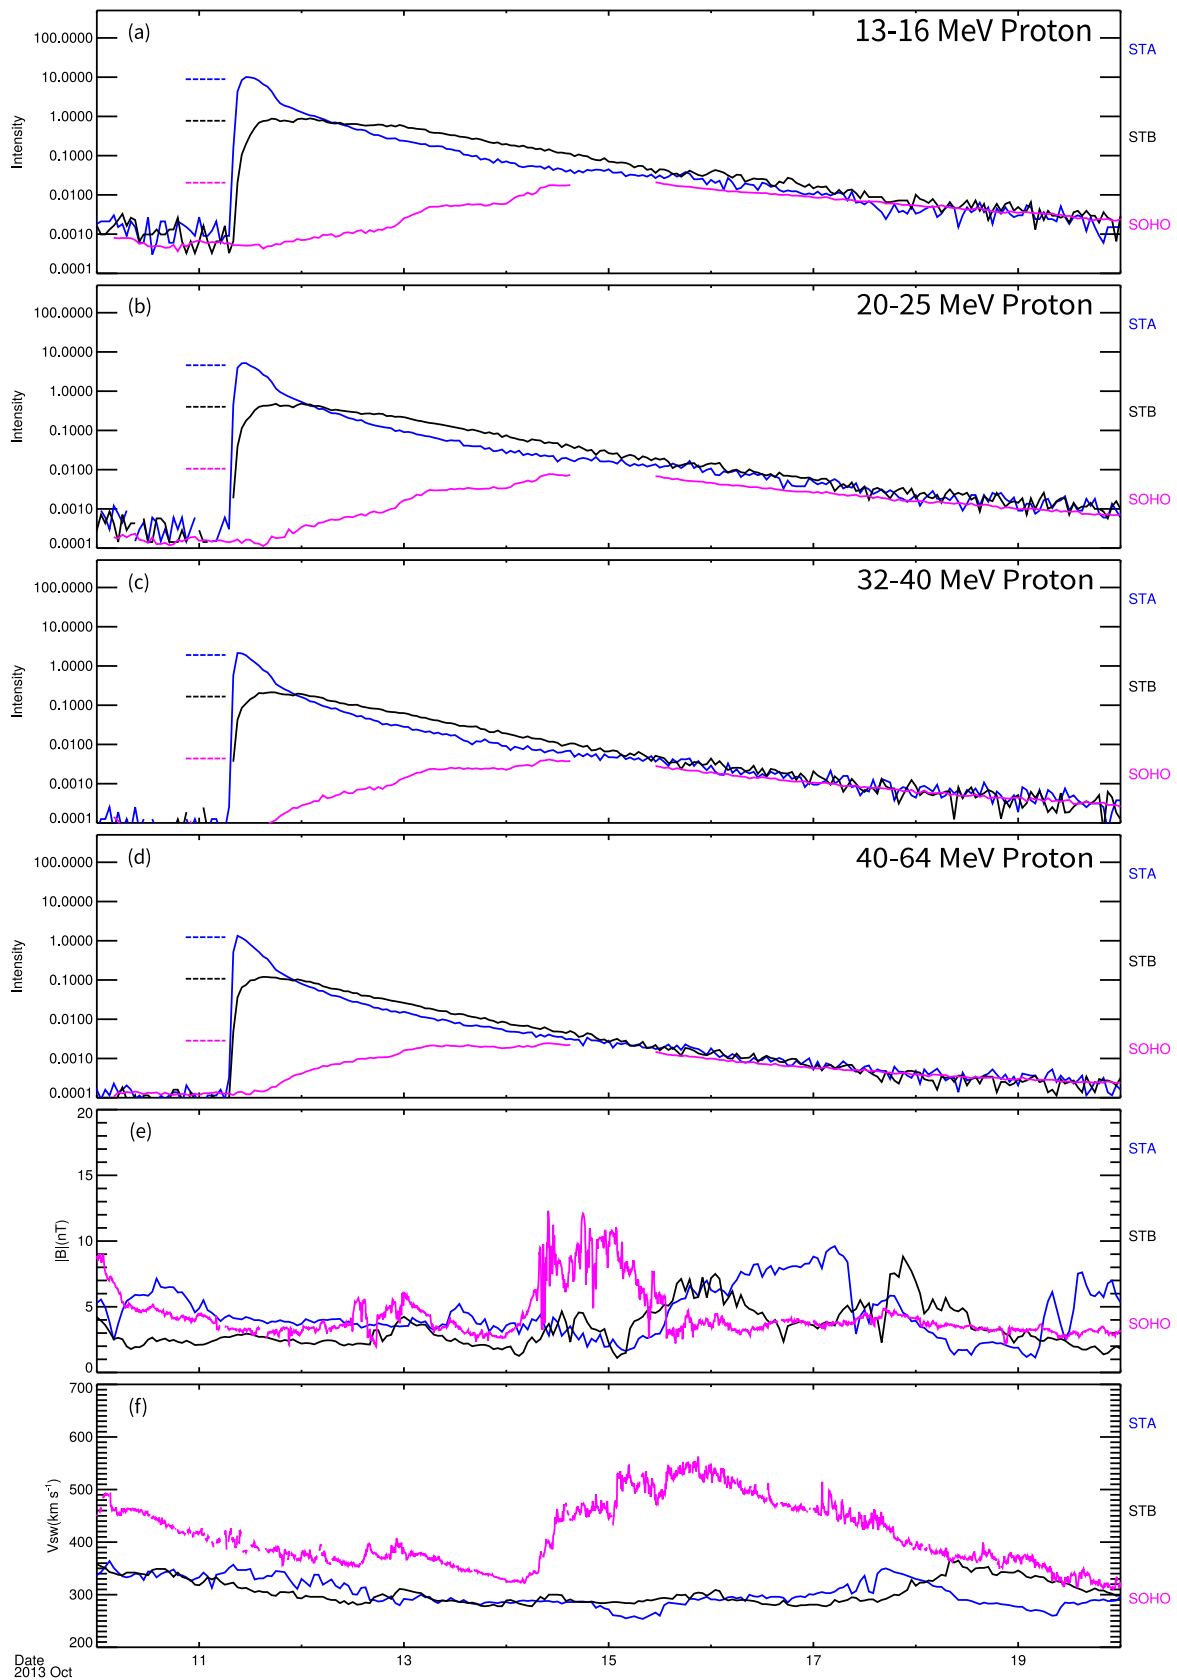 (a)
13-16 MeV Proton
100.0000
10.0000
1.0000
0.1000
0.0100
0.0010
0.0001
Intensity
STA
STB
SOHO
(b)
20-25 MeV Proton
100.0000
10.0000
1.0000
0.1000
0.0100
0.0010
0.0001
Intensity
STA
STB
SOHO
(c)
32-40 MeV Proton
100.0000
10.0000
1.0000
0.1000
0.0100
0.0010
0.0001
Intensity
STA
STB
SOHO
(d)
40-64 MeV Proton
100.0000
10.0000
1.0000
0.1000
0.0100
0.0010
0.0001
Intensity
STA
STB
SOHO
(e)
20
15
10
5
0
|B|(nT)
STA
STB
SOHO
(f)
700
600
500
400
300
200
Vsw(km s⁻¹)
STA
STB
SOHO
11 13 15 17 19
Date
2013 Oct